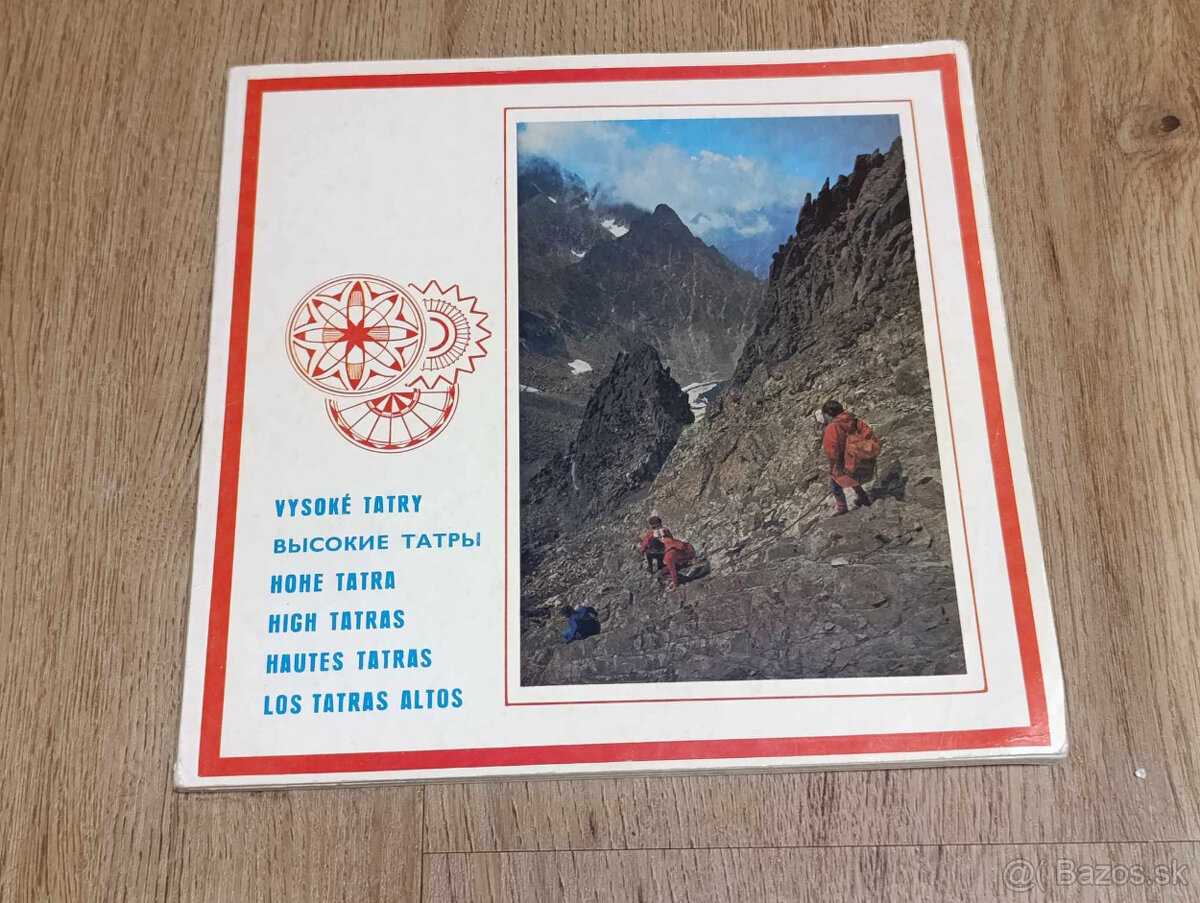 VYSOKÉ TATRY
ВЫСОКИЕ ТАТРЫ
HOHE TATRA
HIGH TATRAS
HAUTES TATRAS
LOS TATRAS ALTOS
@( Bazos.sk